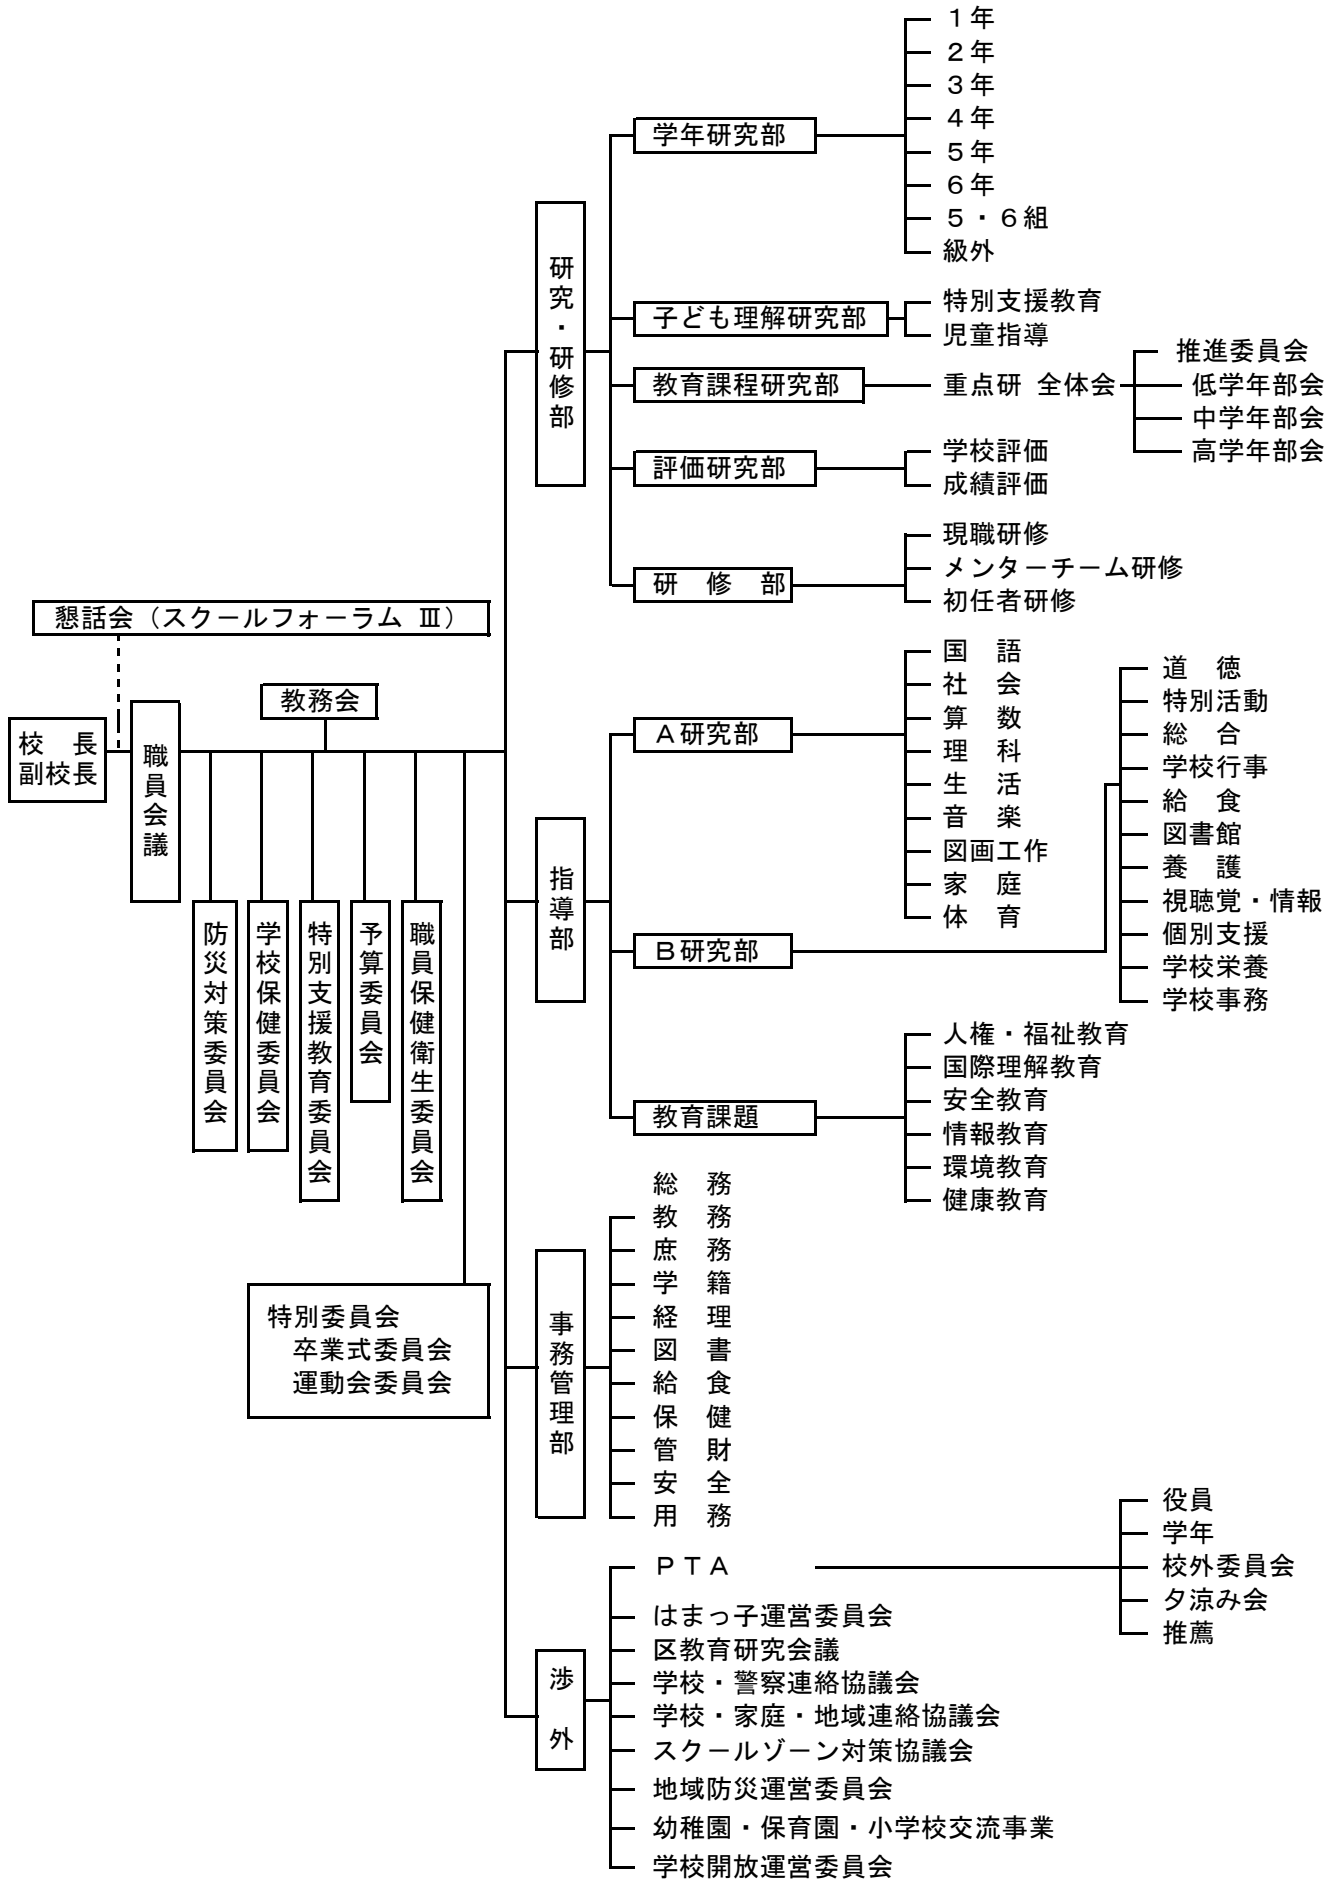 校　長
副校長
懇話会（スクールフォーラム Ⅲ）
職員会議
教務会
防災対策委員会
学校保健委員会
特別支援教育委員会
予算委員会
職員保健衛生委員会
特別委員会
卒業式委員会
運動会委員会
研究・研修部
学年研究部
１年
２年
３年
４年
５年
６年
５・６組
級外
子ども理解研究部
特別支援教育
児童指導
教育課程研究部
重点研 全体会
推進委員会
低学年部会
中学年部会
高学年部会
評価研究部
学校評価
成績評価
研　修　部
現職研修
メンターチーム研修
初任者研修
指導部
Ａ研究部
国　語
社　会
算　数
理　科
生　活
音　楽
図画工作
家　庭
体　育
Ｂ研究部
道　徳
特別活動
総　合
学校行事
給　食
図書館
養　護
視聴覚・情報
個別支援
学校栄養
学校事務
教育課題
人権・福祉教育
国際理解教育
安全教育
情報教育
環境教育
健康教育
事務管理部
総　務
教　務
庶　務
学　籍
経　理
図　書
給　食
保　健
管　財
安　全
用　務
渉　外
ＰＴＡ
役員
学年
校外委員会
夕涼み会
推薦
はまっ子運営委員会
区教育研究会議
学校・警察連絡協議会
学校・家庭・地域連絡協議会
スクールゾーン対策協議会
地域防災運営委員会
幼稚園・保育園・小学校交流事業
学校開放運営委員会